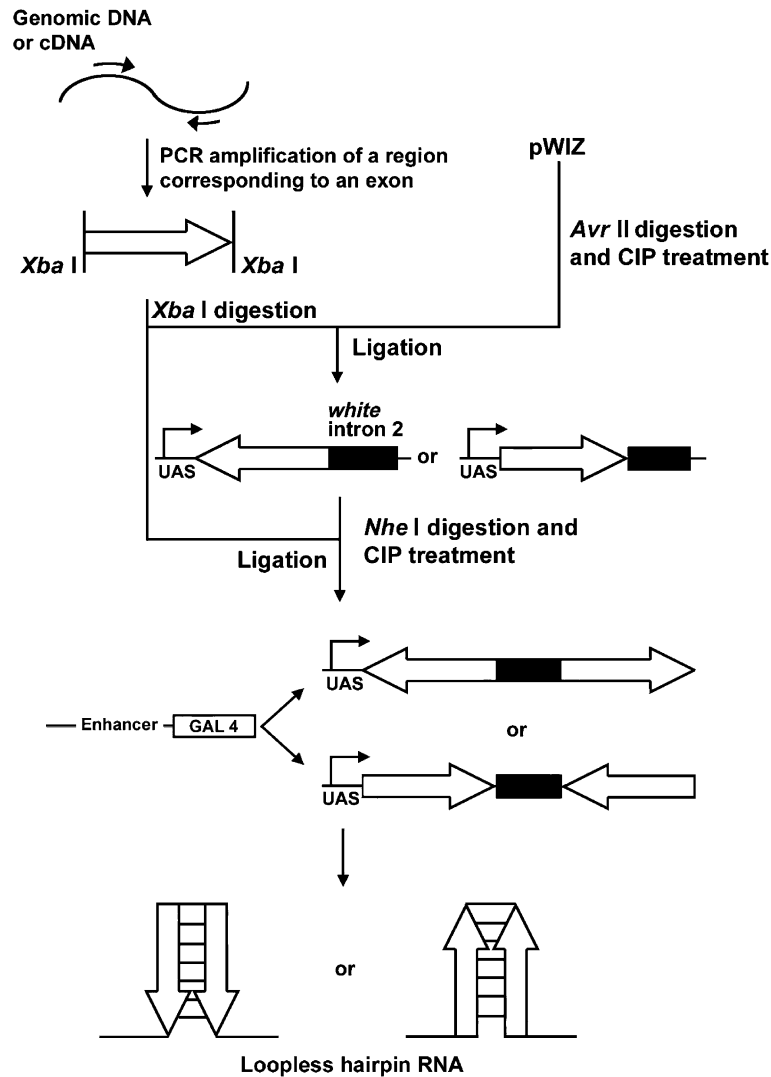 Genomic DNA
or cDNA
PCR amplification of a region
corresponding to an exon
pWIZ
Avr II digestion
and CIP treatment
Xba I
Xba I
Xba I digestion
Ligation
white
intron 2
UAS
or
UAS
Nhe I digestion and
CIP treatment
Ligation
UAS
Enhancer
GAL 4
or
UAS
or
Loopless hairpin RNA